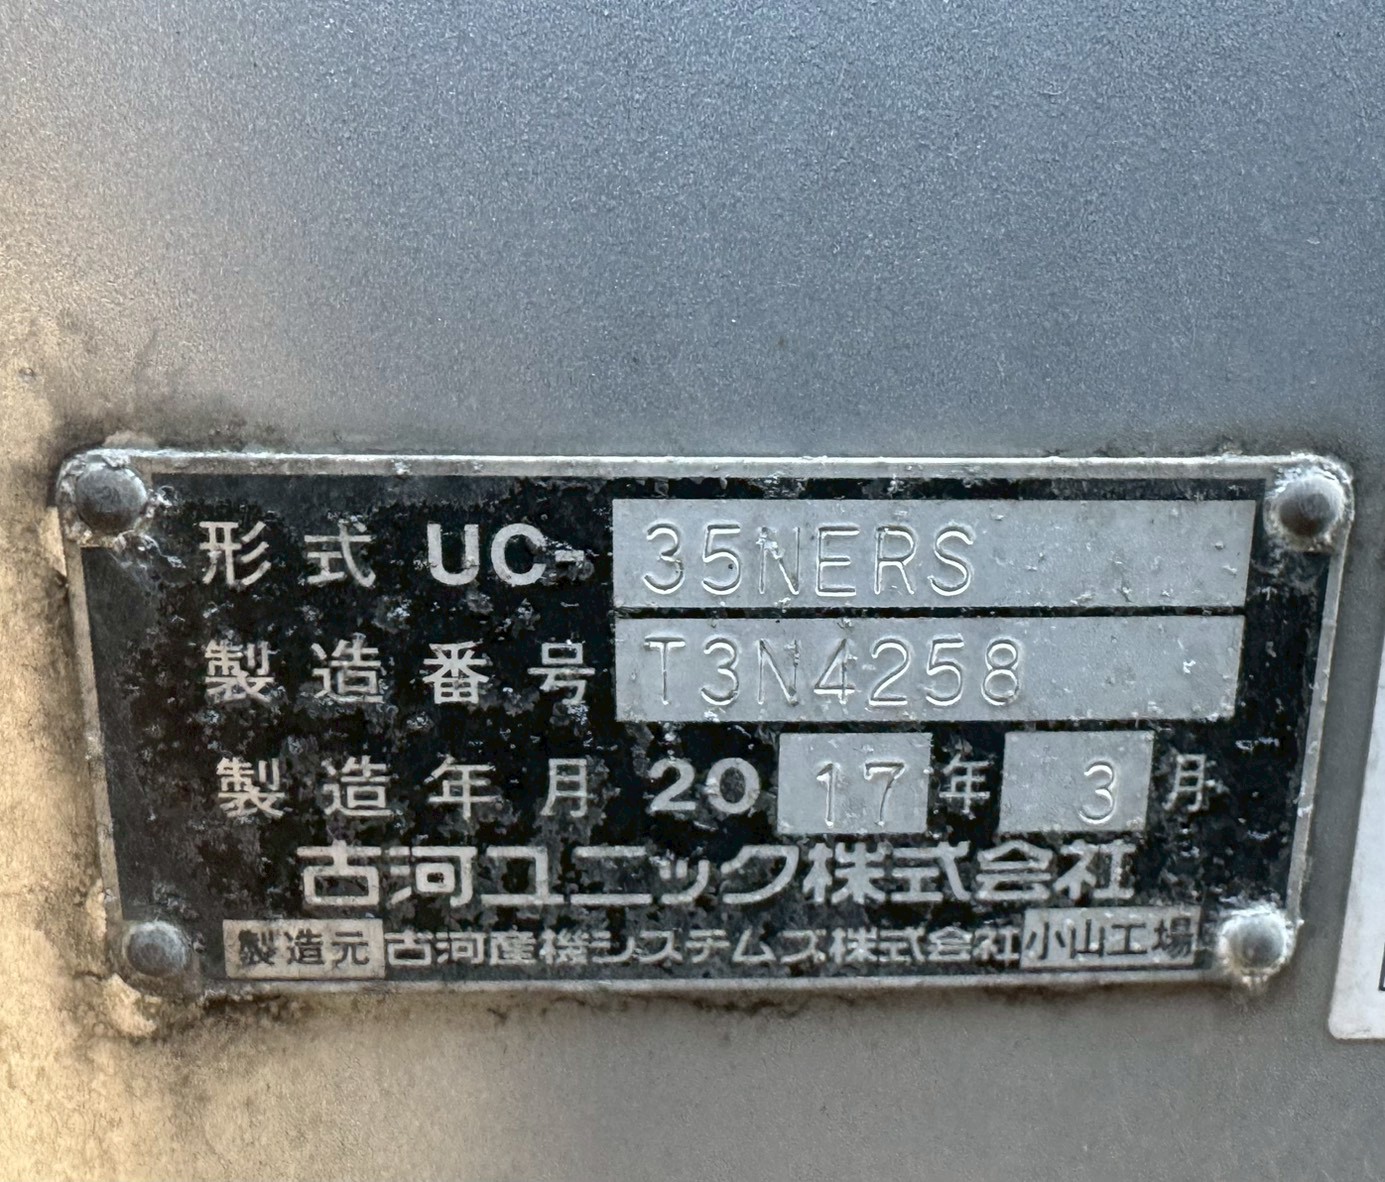 形式 UC- 35NERS
製造番号 T3N4258
製造年月 2017年3月
古河ユニック株式会社
製造元 古河産機システムズ株式会社 小山工場